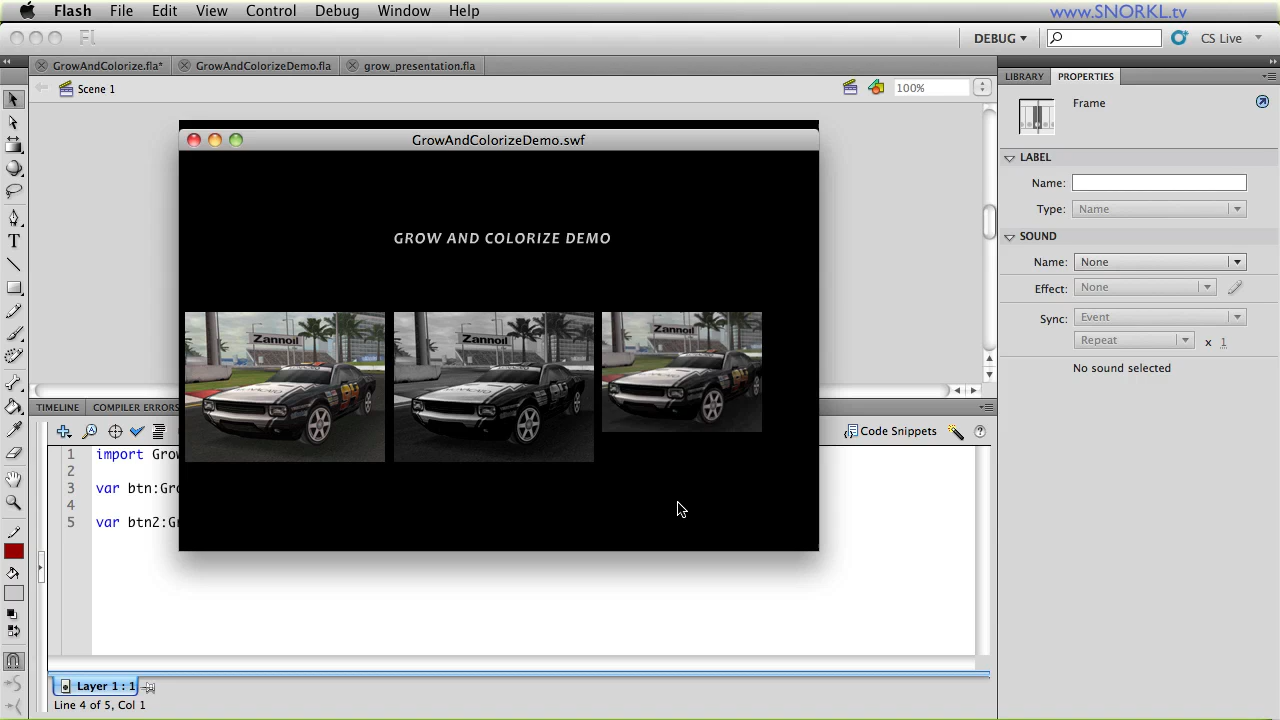 Flash File Edit View Control Debug Window Help
www.SNORKL.tv
Fl
DEBUG
CS Live
GrowAndColorize.fla*
GrowAndColorizeDemo.fla
grow_presentation.fla
Scene 1
100%
LIBRARY
PROPERTIES
Frame
LABEL
Name:
Type: Name
SOUND
Name: None
Effect: None
Sync: Event
Repeat x 1
No sound selected
GrowAndColorizeDemo.swf
GROW AND COLORIZE DEMO
Zannoil
Zannoil
Zannoil
TIMELINE
COMPILER ERRORS
Code Snippets
1 import Grow
2
3 var btn:Gro
4
5 var btn2:Gr
Layer 1 : 1
Line 4 of 5, Col 1